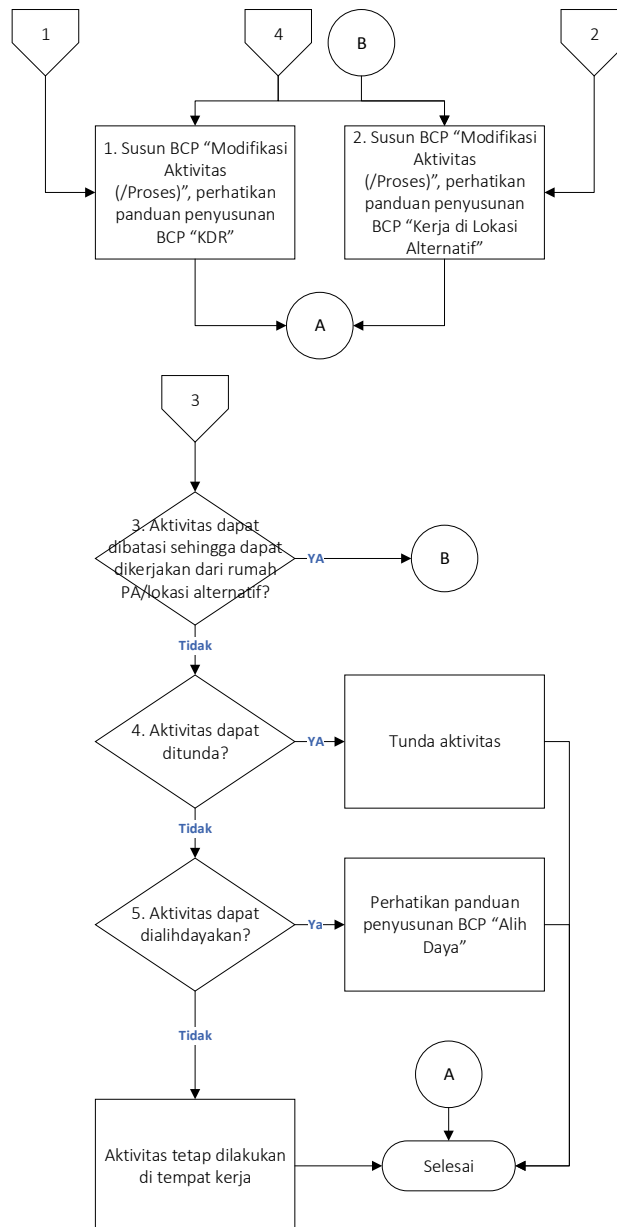 1
4
B
2
1. Susun BCP “Modifikasi
Aktivitas
(/Proses)”, perhatikan
panduan penyusunan
BCP “KDR”
2. Susun BCP “Modifikasi
Aktivitas
(/Proses)”, perhatikan
panduan penyusunan
BCP “Kerja di Lokasi
Alternatif”
A
3
3. Aktivitas dapat
dibatasi sehingga dapat
dikerjakan dari rumah
PA/lokasi alternatif?
YA
B
Tidak
4. Aktivitas dapat
ditunda?
YA
Tunda aktivitas
Tidak
5. Aktivitas dapat
dialihdayakan?
Ya
Perhatikan panduan
penyusunan BCP “Alih
Daya”
Tidak
A
Aktivitas tetap dilakukan
di tempat kerja
Selesai